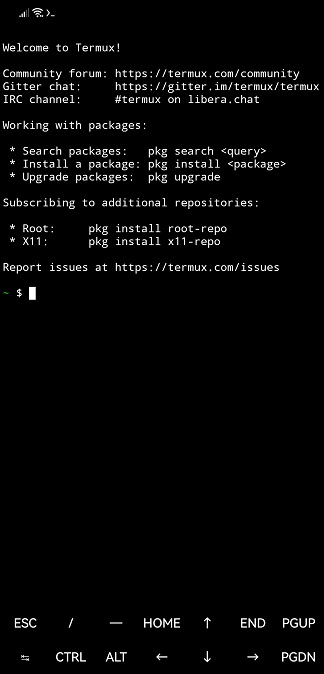 Welcome to Termux!
Community forum: https://termux.com/community
Gitter chat: https://gitter.im/termux/termux
IRC channel: #termux on libera.chat
Working with packages:
* Search packages: pkg search <query>
* Install a package: pkg install <package>
* Upgrade packages: pkg upgrade
Subscribing to additional repositories:
* Root: pkg install root-repo
* X11: pkg install x11-repo
Report issues at https://termux.com/issues
~ $
ESC / — HOME ↑ END PGUP
↹ CTRL ALT ← ↓ → PGDN